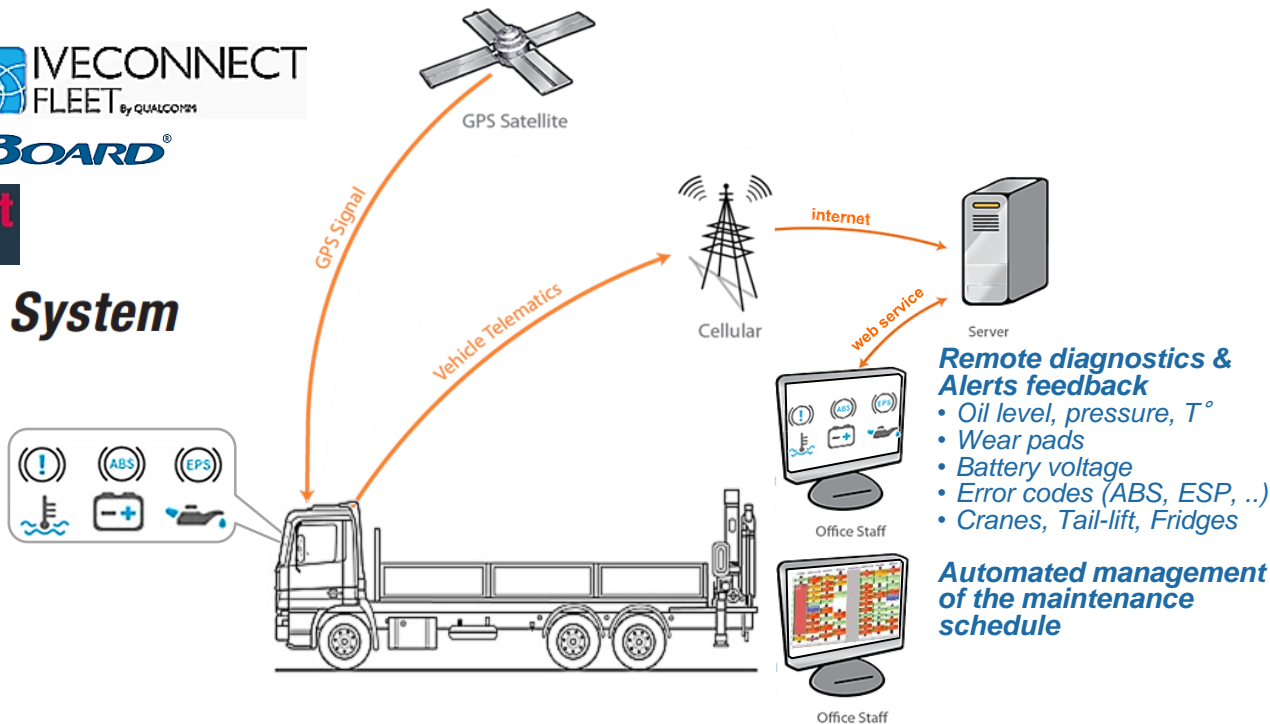 IVECONNECT
FLEET By QUALCOMM
BOARD®
t
System
GPS Satellite
GPS Signal
Vehicle Telematics
Cellular
internet
web service
Server
(!) (ABS) (EPS)
- +
(!) (ABS) (EPS)
- +
Office Staff
Remote diagnostics &
Alerts feedback
• Oil level, pressure, T°
• Wear pads
• Battery voltage
• Error codes (ABS, ESP, ..)
• Cranes, Tail-lift, Fridges
Automated management
of the maintenance
schedule
Office Staff